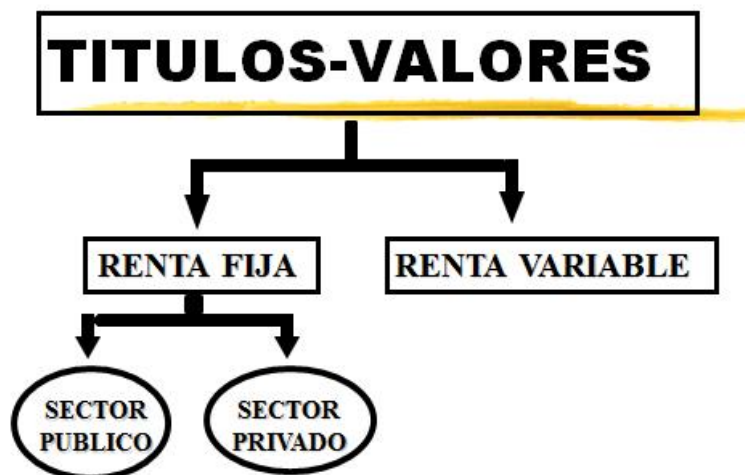 TITULOS-VALORES
RENTA FIJA
RENTA VARIABLE
SECTOR
PUBLICO
SECTOR
PRIVADO